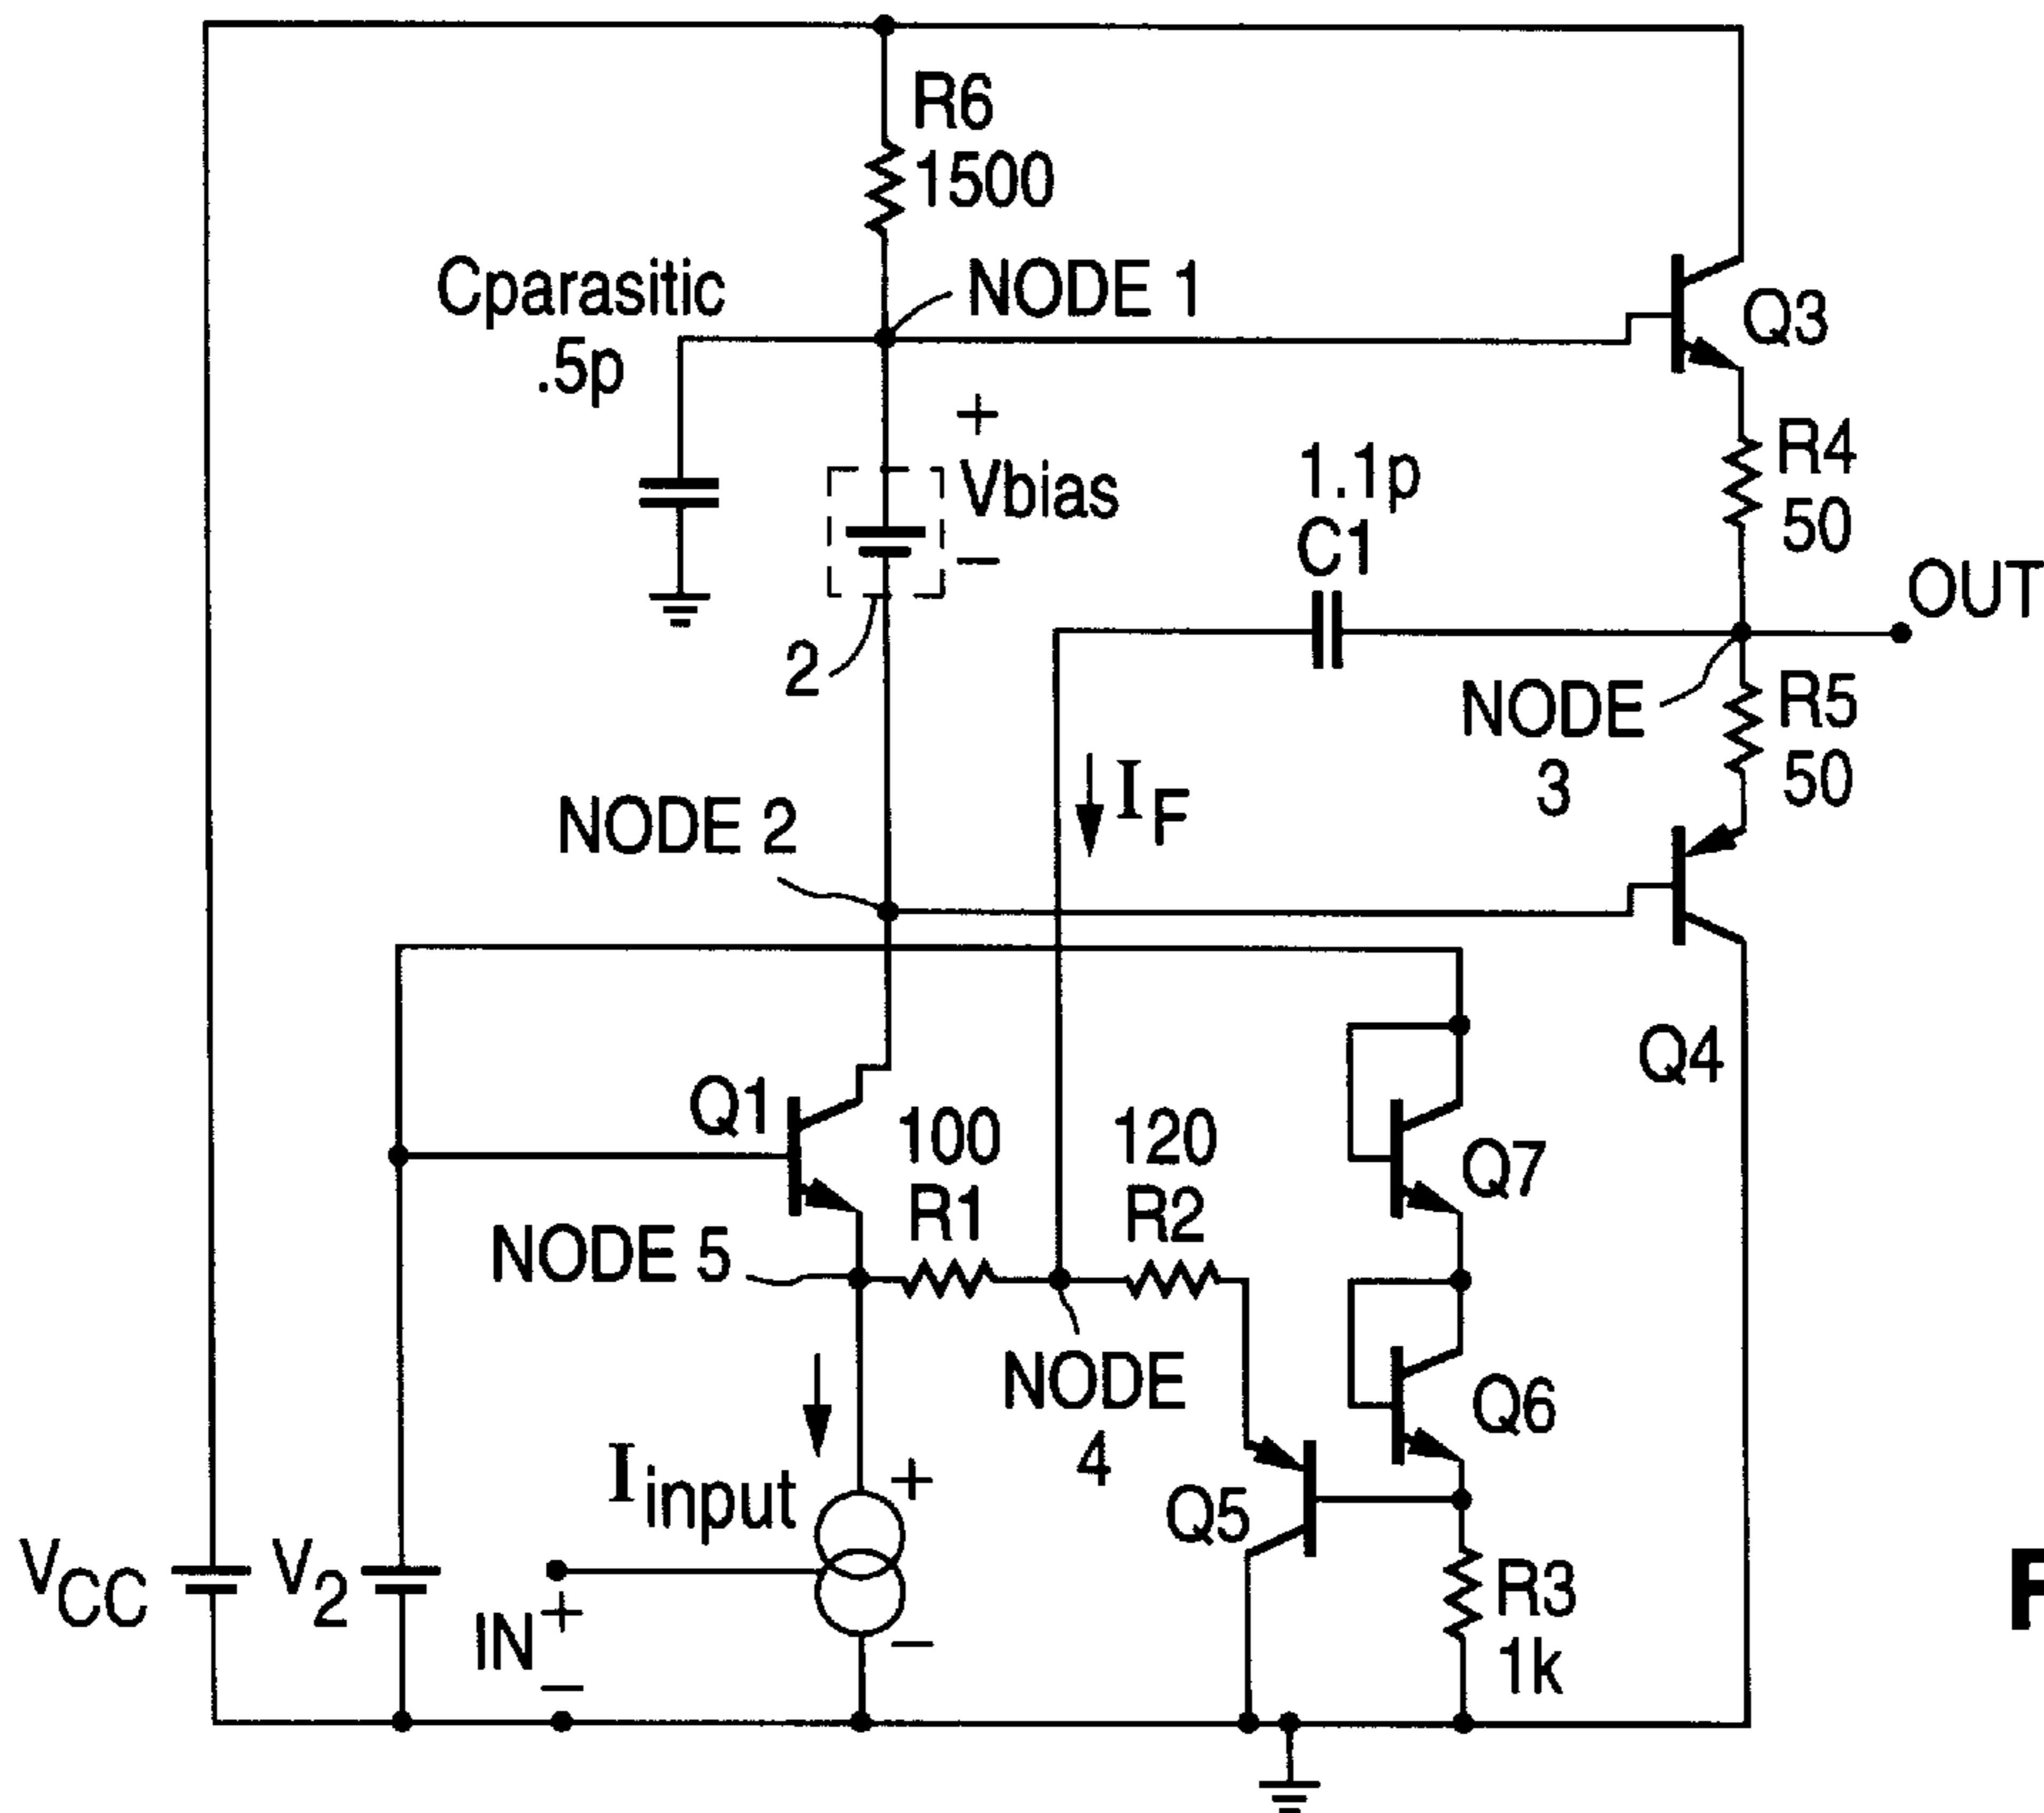 R6
1500
Cparasitic
.5p
NODE 1
Q3
+
Vbias
−
2
1.1p
C1
R4
50
OUT
NODE
3
R5
50
I_F
NODE 2
Q4
Q1
100
R1
120
R2
Q7
NODE 5
NODE
4
Q6
I_input
+
−
Q5
V_CC
V_2
IN
+
−
R3
1k